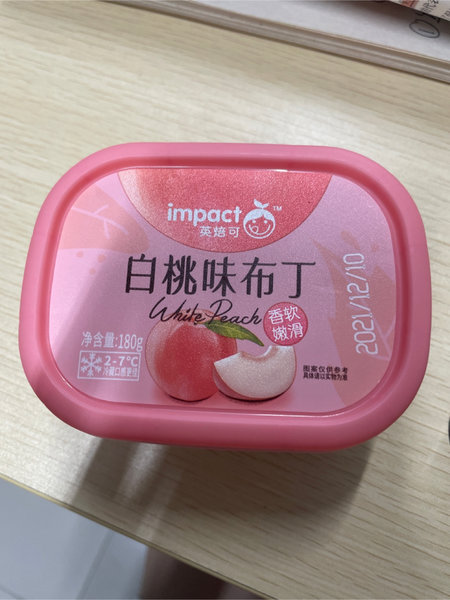 impact™
英焙可
白桃味布丁
White Peach
香软
嫩滑
净含量:180g
2-7℃
冷藏口感更佳
图案仅供参考
具体请以实物为准
2021/12/10